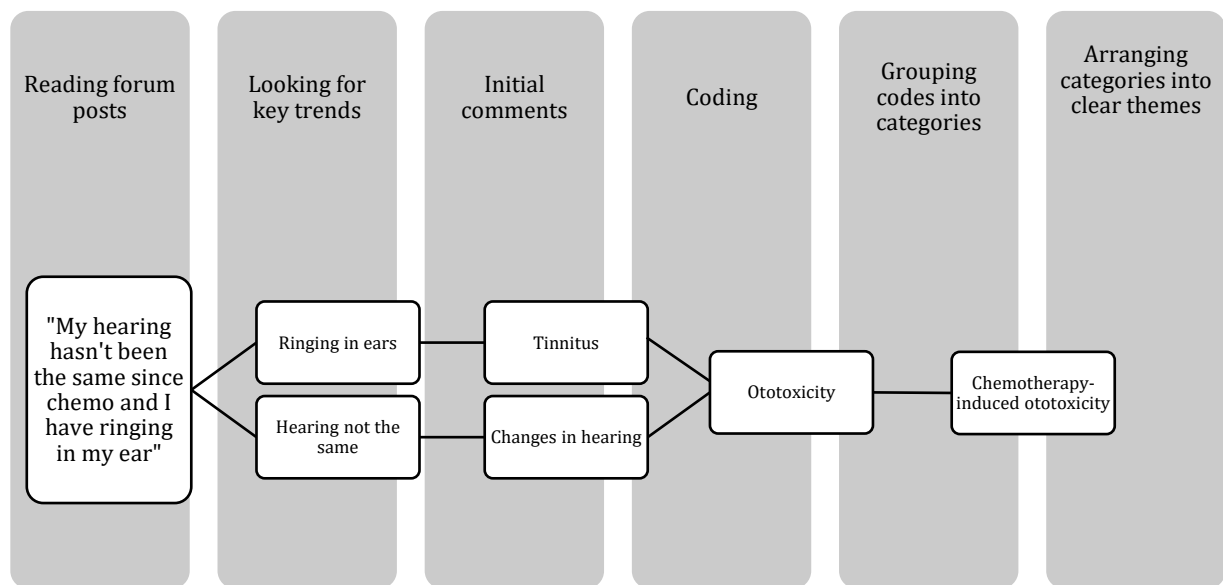 Reading forum
posts
Looking for
key trends
Initial
comments
Coding
Grouping
codes into
categories
Arranging
categories into
clear themes
"My hearing
hasn't been
the same since
chemo and I
have ringing
in my ear"
Ringing in ears
Hearing not the
same
Tinnitus
Changes in hearing
Ototoxicity
Chemotherapy-
induced ototoxicity